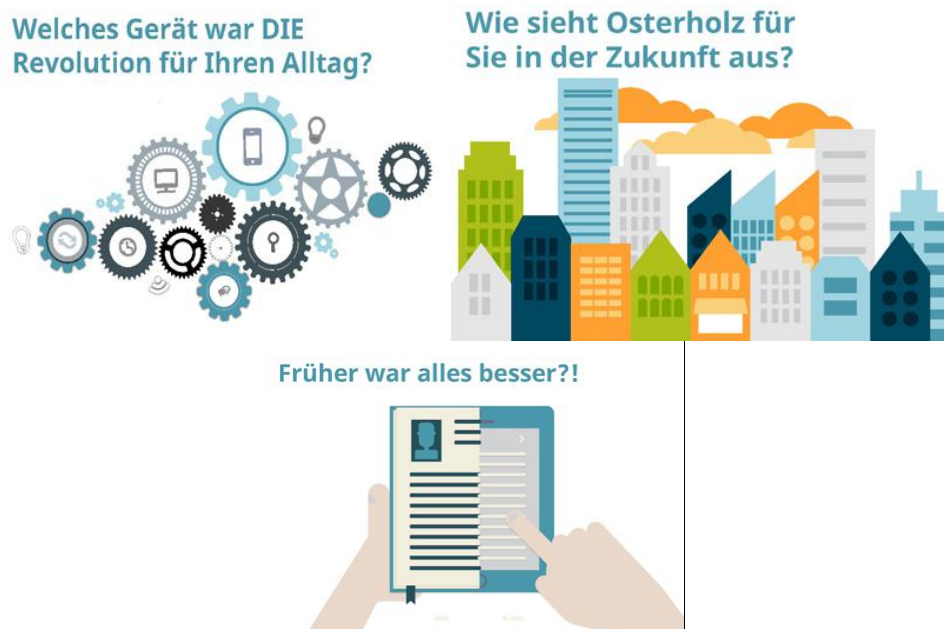 Welches Gerät war DIE
Revolution für Ihren Alltag?
Wie sieht Osterholz für
Sie in der Zukunft aus?
Früher war alles besser?!